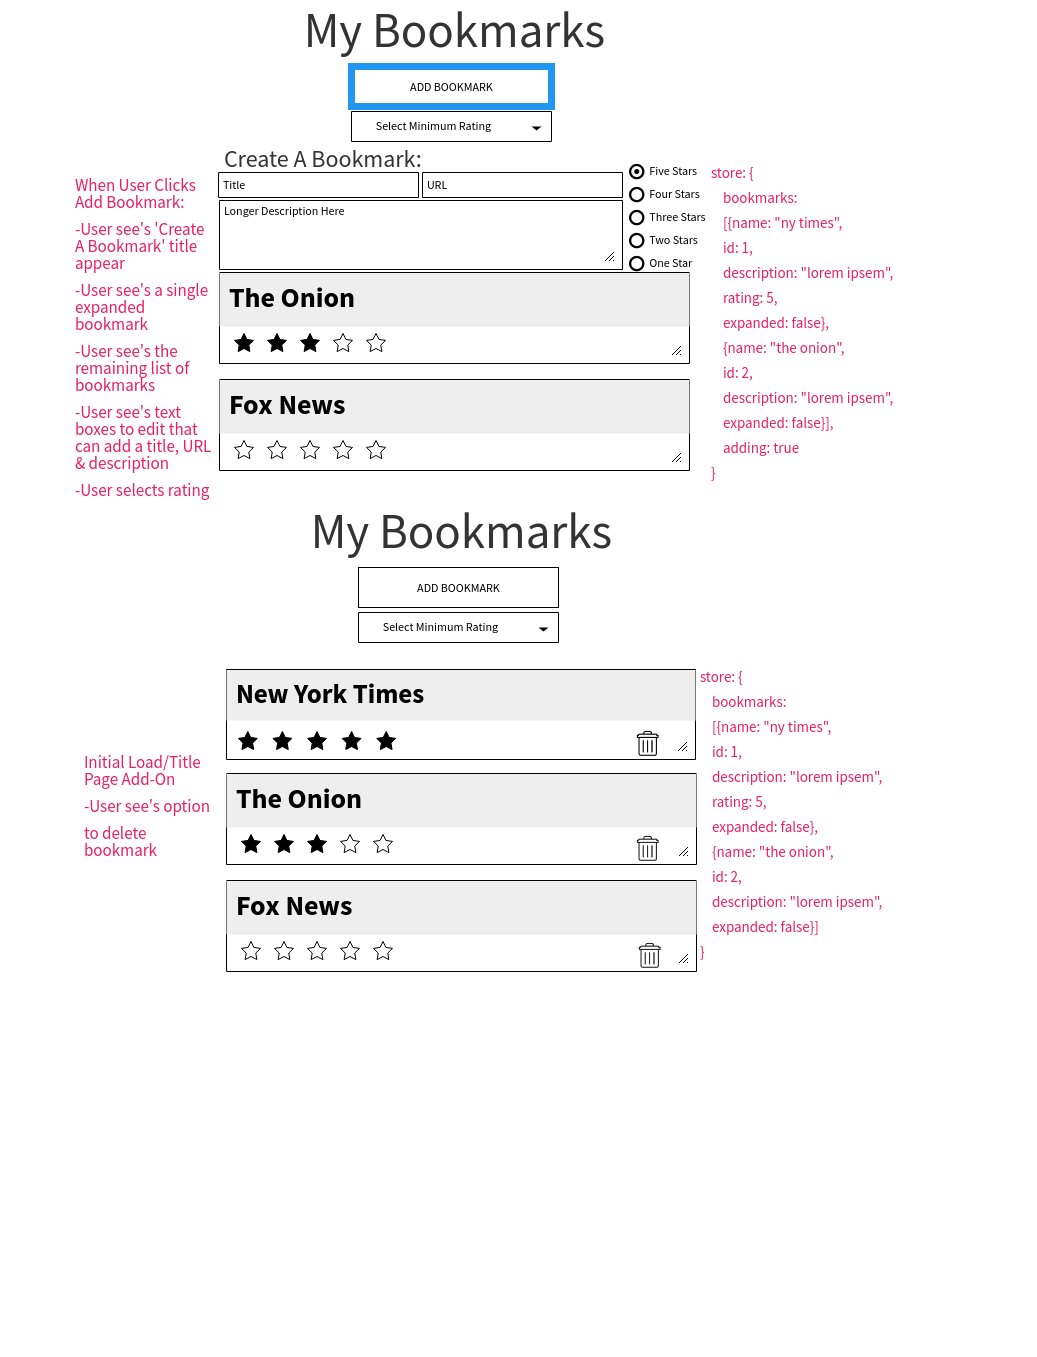 My Bookmarks
ADD BOOKMARK
Select Minimum Rating
Create A Bookmark:
Title
URL
Longer Description Here
Five Stars
Four Stars
Three Stars
Two Stars
One Star
When User Clicks
Add Bookmark:
-User see's 'Create
A Bookmark' title
appear
-User see's a single
expanded
bookmark
-User see's the
remaining list of
bookmarks
-User see's text
boxes to edit that
can add a title, URL
& description
-User selects rating
The Onion
Fox News
store: {
bookmarks:
[{name: "ny times",
id: 1,
description: "lorem ipsem",
rating: 5,
expanded: false},
{name: "the onion",
id: 2,
description: "lorem ipsem",
expanded: false}],
adding: true
}
My Bookmarks
ADD BOOKMARK
Select Minimum Rating
Initial Load/Title
Page Add-On
-User see's option
to delete
bookmark
New York Times
The Onion
Fox News
store: {
bookmarks:
[{name: "ny times",
id: 1,
description: "lorem ipsem",
rating: 5,
expanded: false},
{name: "the onion",
id: 2,
description: "lorem ipsem",
expanded: false}]
}